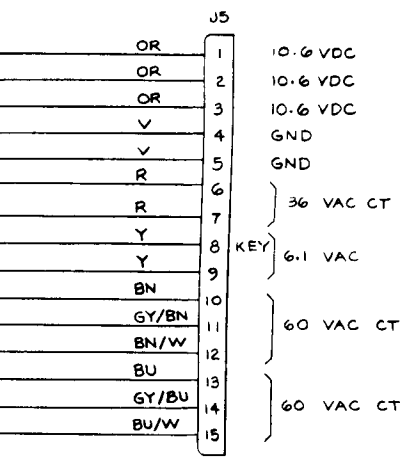 J5
OR 1 10.6 VDC
OR 2 10.6 VDC
OR 3 10.6 VDC
V 4 GND
V 5 GND
R 6
36 VAC CT
R 7
Y 8 KEY
6.1 VAC
Y 9
BN 10
GY/BN 11 60 VAC CT
BN/W 12
BU 13
GY/BU 14 60 VAC CT
BU/W 15